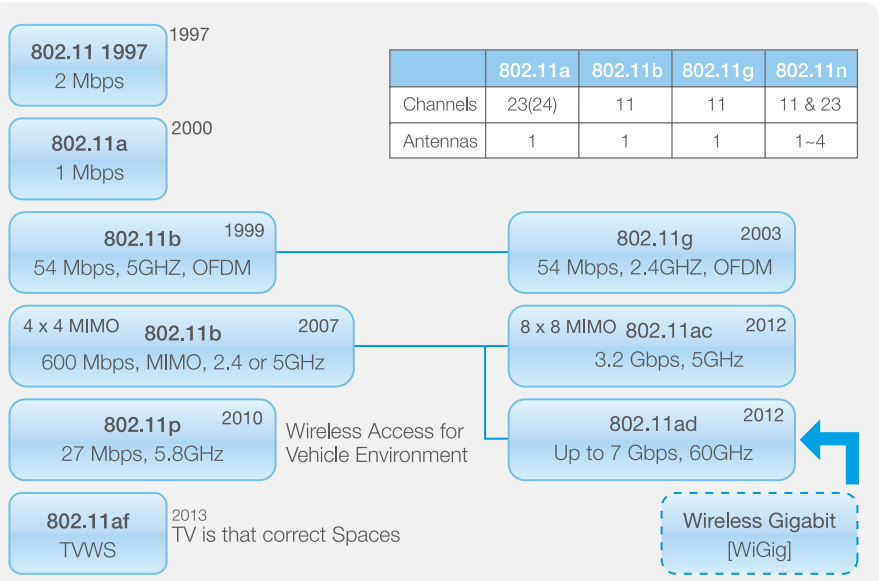 802.11 1997
1997
2 Mbps
802.11a 802.11b 802.11g 802.11n
Channels 23(24) 11 11 11 & 23
Antennas 1 1 1 1~4
802.11a
2000
1 Mbps
802.11b 1999
54 Mbps, 5GHZ, OFDM
802.11g 2003
54 Mbps, 2.4GHZ, OFDM
4 x 4 MIMO 802.11b 2007
600 Mbps, MIMO, 2.4 or 5GHz
8 x 8 MIMO 802.11ac 2012
3.2 Gbps, 5GHz
802.11p 2010
27 Mbps, 5.8GHz
Wireless Access for
Vehicle Environment
802.11ad 2012
Up to 7 Gbps, 60GHz
802.11af
TVWS
2013
TV is that correct Spaces
Wireless Gigabit
[WiGig]